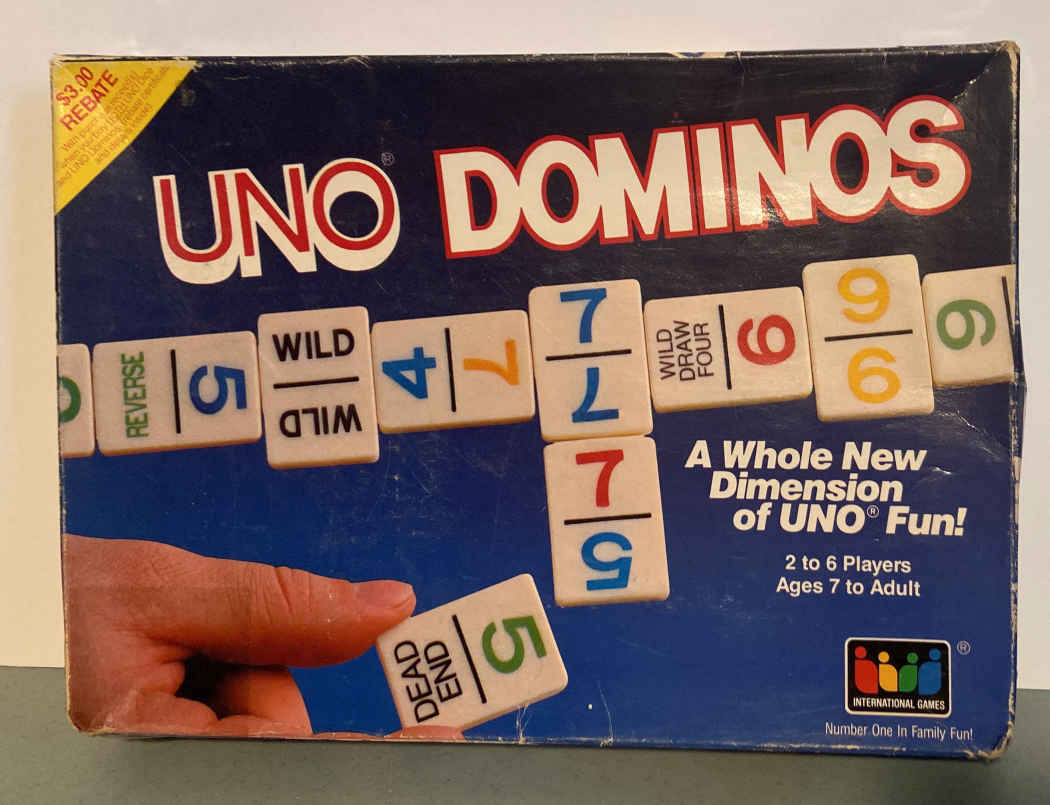 $3.00
REBATE
UNO® DOMINOS
REVERSE
5
WILD
WILD
4
7
7
7
WILD
DRAW
FOUR
6
9
6
6
7
5
A Whole New
Dimension
of UNO® Fun!
2 to 6 Players
Ages 7 to Adult
DEAD
END
5
INTERNATIONAL GAMES
®
Number One In Family Fun!